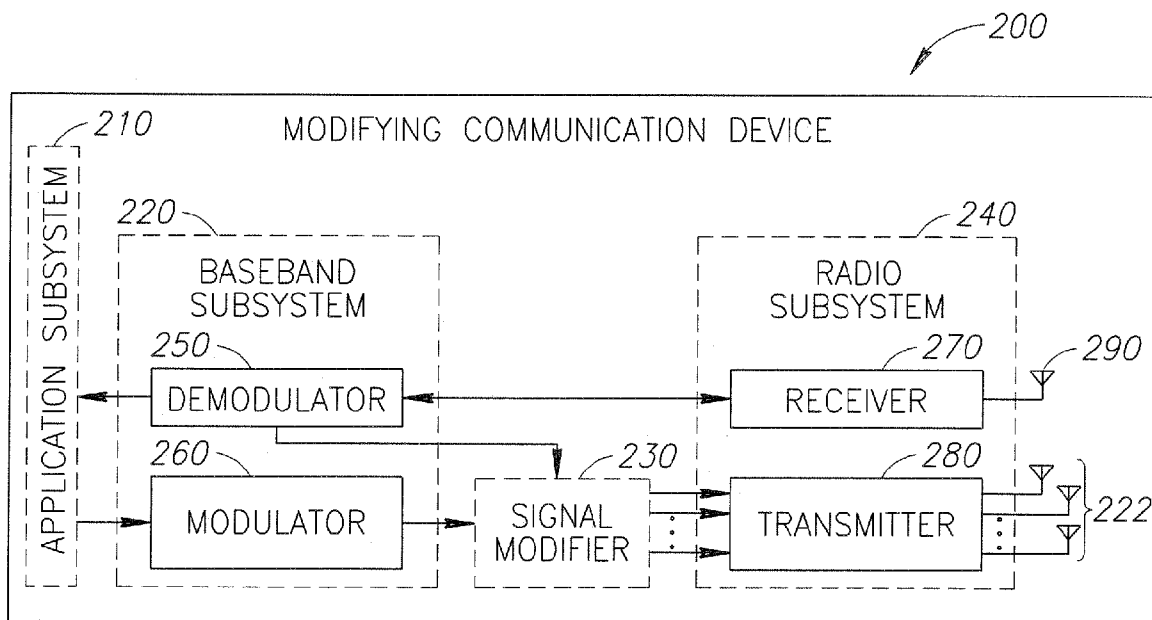 200
MODIFYING COMMUNICATION DEVICE
210
APPLICATION SUBSYSTEM
220
BASEBAND
SUBSYSTEM
240
RADIO
SUBSYSTEM
250
DEMODULATOR
270
RECEIVER
290
260
MODULATOR
230
SIGNAL
MODIFIER
280
TRANSMITTER
222